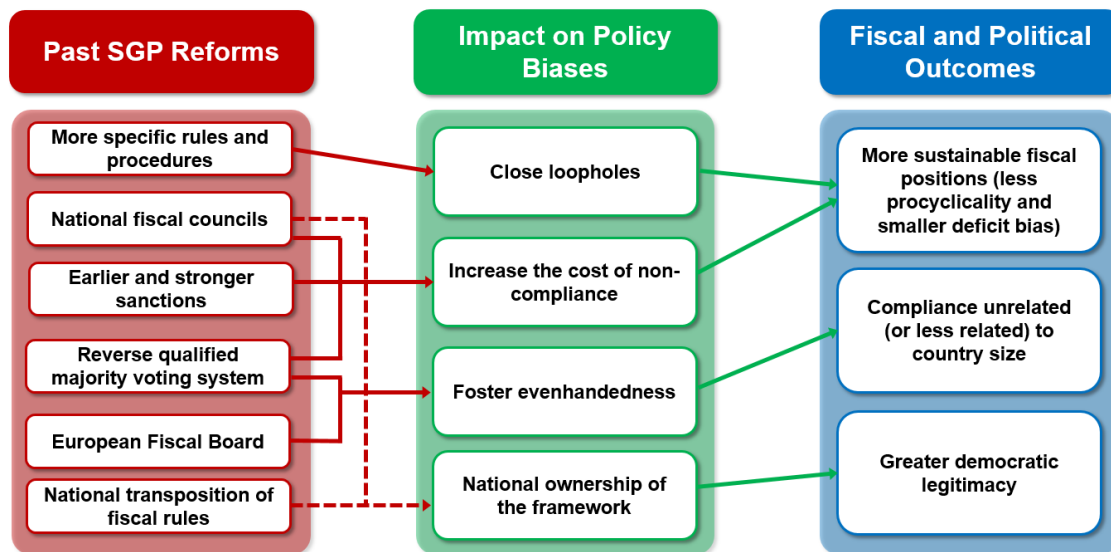 Past SGP Reforms
More specific rules and
procedures
National fiscal councils
Earlier and stronger
sanctions
Reverse qualified
majority voting system
European Fiscal Board
National transposition of
fiscal rules
Impact on Policy
Biases
Close loopholes
Increase the cost of non-
compliance
Foster evenhandedness
National ownership of
the framework
Fiscal and Political
Outcomes
More sustainable fiscal
positions (less
procyclicality and
smaller deficit bias)
Compliance unrelated
(or less related) to
country size
Greater democratic
legitimacy